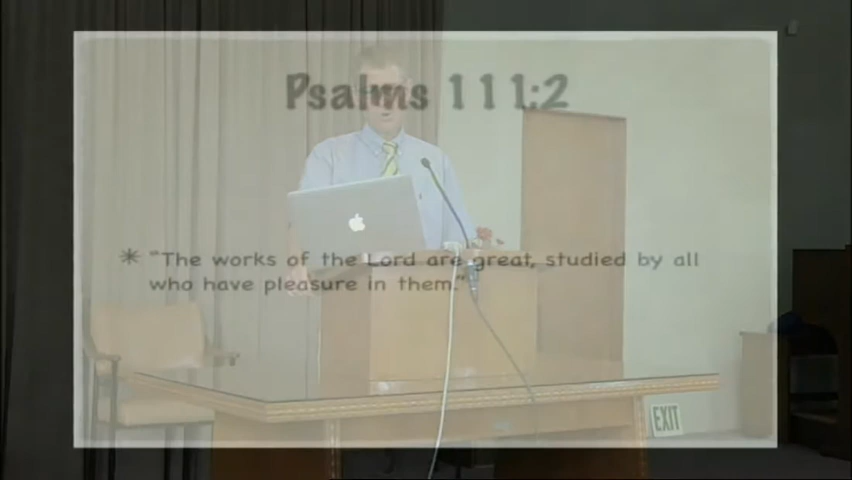 Psalms 111:2
* "The works of the Lord are great, studied by all
who have pleasure in them."
EXIT